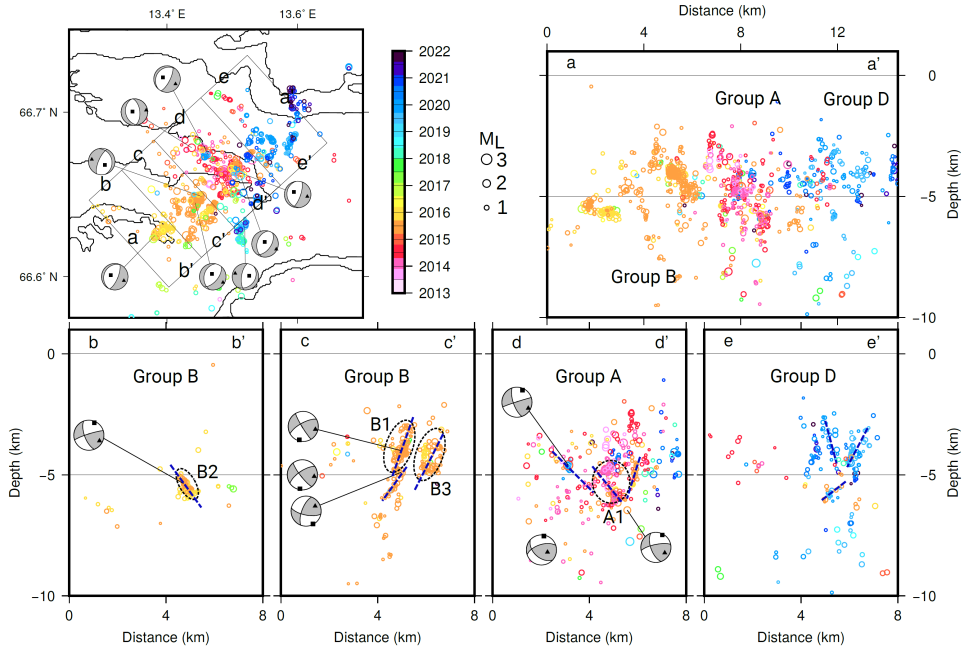 13.4° E
13.6° E
66.7° N
66.6° N
a
b
c
d
e
a'
b'
c'
d'
e'
2022
2021
2020
2019
2018
2017
2016
2015
2014
2013
ML
3
2
1
Distance (km)
0 4 8 12
a a'
Group A Group D
Group B
0
−5
−10
Depth (km)
b b'
Group B
B2
c c'
Group B
B1
B3
d d'
Group A
A1
e e'
Group D
0
−5
−10
Depth (km)
0
−5
−10
Depth (km)
0 4 8
0 4 8
0 4 8
0 4 8
Distance (km)
Distance (km)
Distance (km)
Distance (km)